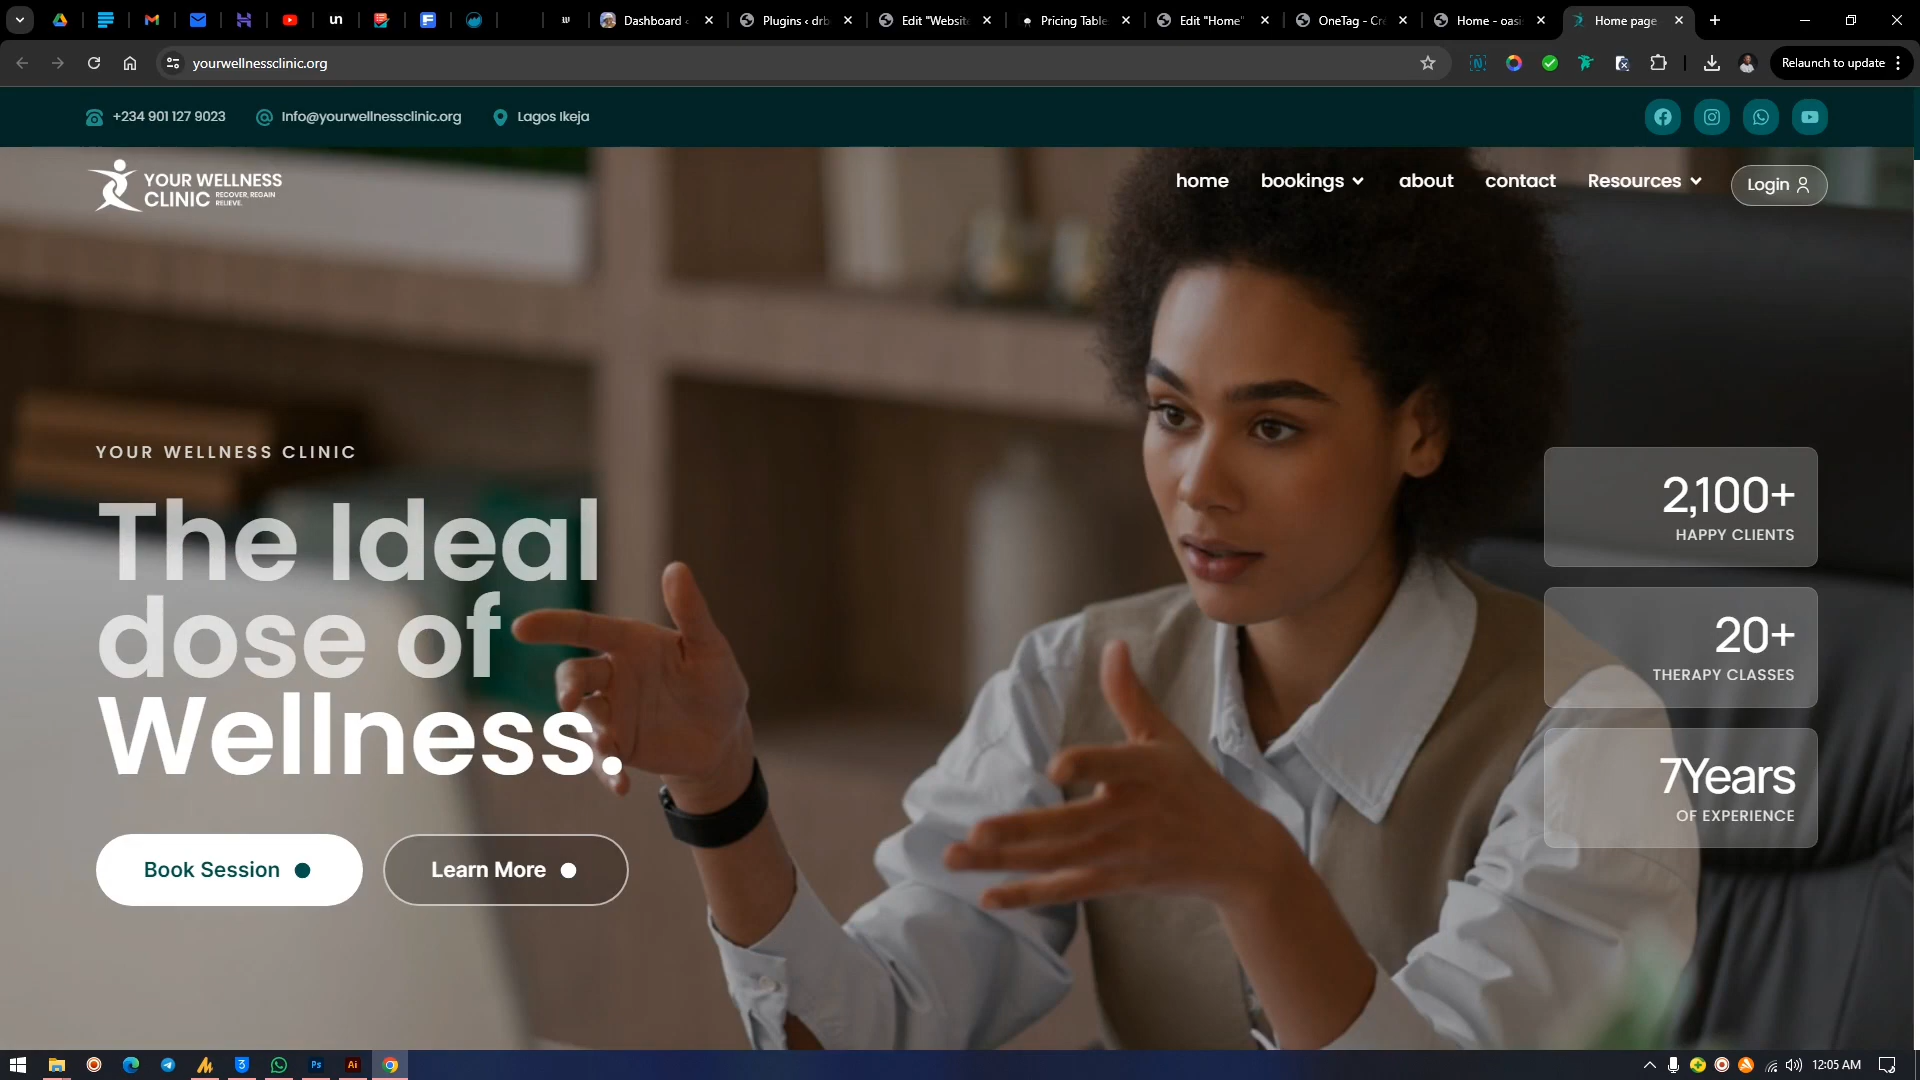 Dashboard
Plugins ‹ drb
Edit "Websit
Pricing Table
Edit "Home"
OneTag - Cr
Home - oasi
Home page
yourwellnessclinic.org
Relaunch to update
+234 901 127 9023
Info@yourwellnessclinic.org
Lagos Ikeja
YOUR WELLNESS
CLINIC RECOVER. REGAIN
RELIEVE.
home
bookings
about
contact
Resources
Login
YOUR WELLNESS CLINIC
The Ideal
dose of
Wellness.
Book Session
Learn More
2,100+
HAPPY CLIENTS
20+
THERAPY CLASSES
7Years
OF EXPERIENCE
12:05 AM